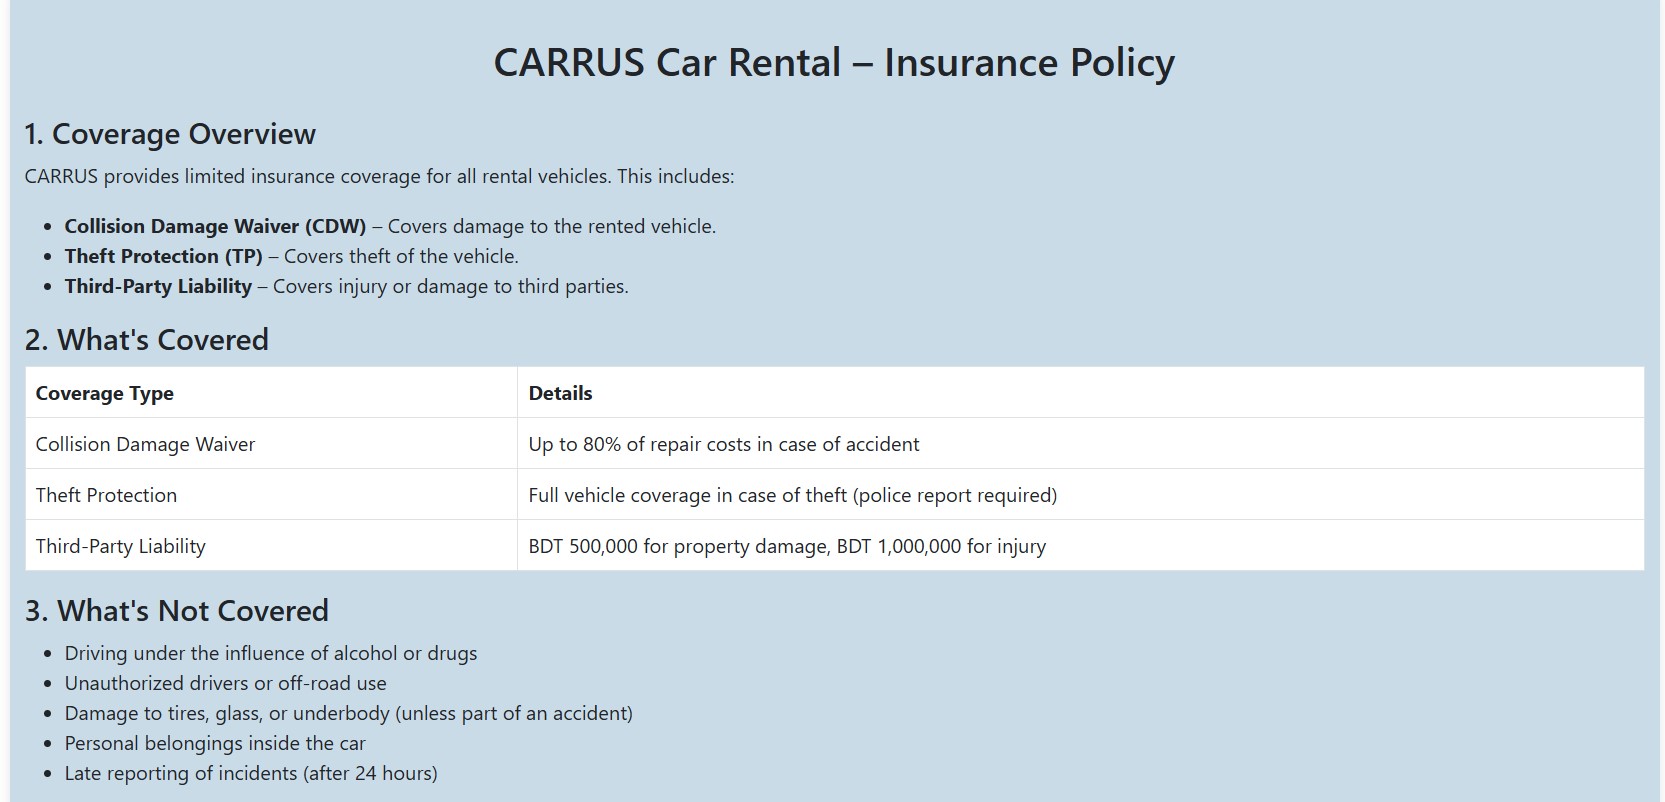 CARRUS Car Rental – Insurance Policy
1. Coverage Overview
CARRUS provides limited insurance coverage for all rental vehicles. This includes:
• Collision Damage Waiver (CDW) – Covers damage to the rented vehicle.
• Theft Protection (TP) – Covers theft of the vehicle.
• Third-Party Liability – Covers injury or damage to third parties.
2. What's Covered
Coverage Type Details
Collision Damage Waiver Up to 80% of repair costs in case of accident
Theft Protection Full vehicle coverage in case of theft (police report required)
Third-Party Liability BDT 500,000 for property damage, BDT 1,000,000 for injury
3. What's Not Covered
• Driving under the influence of alcohol or drugs
• Unauthorized drivers or off-road use
• Damage to tires, glass, or underbody (unless part of an accident)
• Personal belongings inside the car
• Late reporting of incidents (after 24 hours)